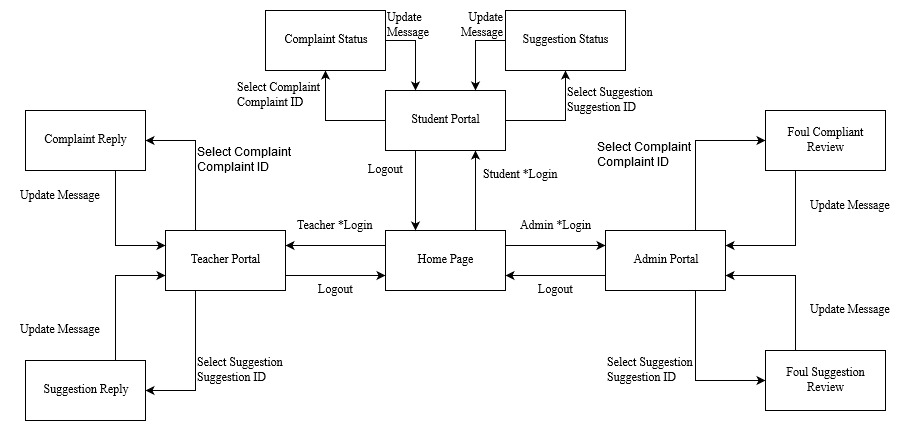 Complaint Status
Update
Message
Update
Message
Suggestion Status
Select Complaint
Complaint ID
Select Suggestion
Suggestion ID
Student Portal
Complaint Reply
Select Complaint
Complaint ID
Select Complaint
Complaint ID
Foul Compliant
Review
Logout
Student *Login
Update Message
Update Message
Teacher *Login
Admin *Login
Teacher Portal
Home Page
Admin Portal
Logout
Logout
Update Message
Update Message
Select Suggestion
Suggestion ID
Select Suggestion
Suggestion ID
Suggestion Reply
Foul Suggestion
Review